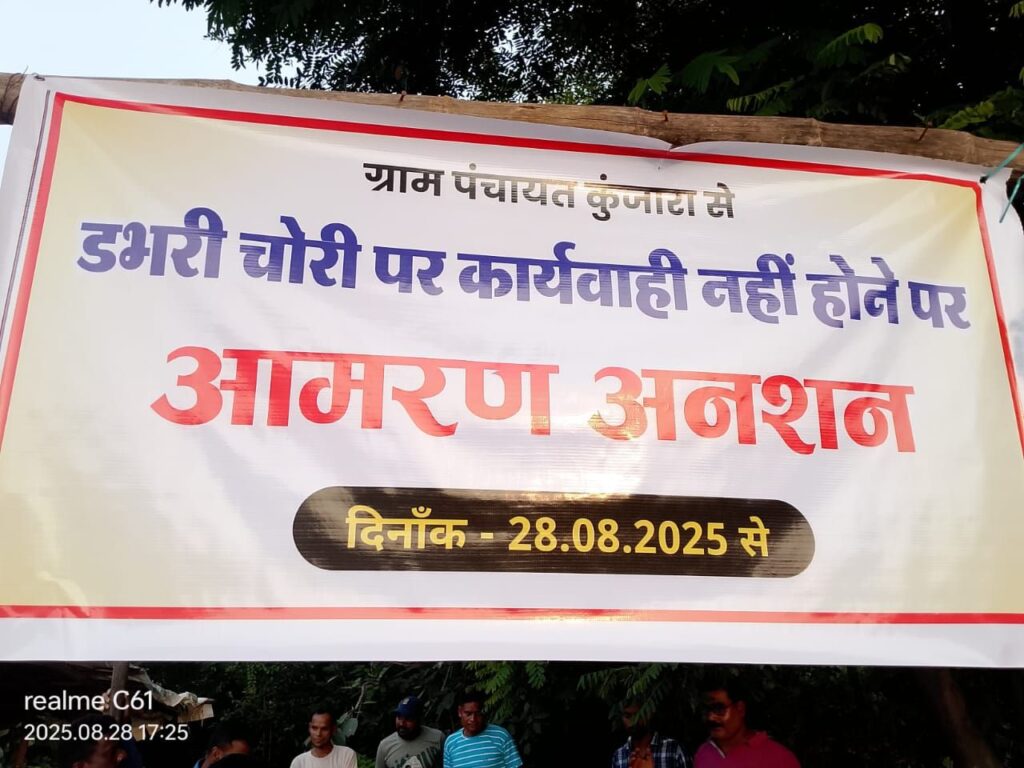 ग्राम पंचायत कुंजारा से
डभरी चोरी पर कार्यवाही नहीं होने पर
आमरण अनशन
दिनाँक - 28.08.2025 से
realme C61
2025.08.28 17:25